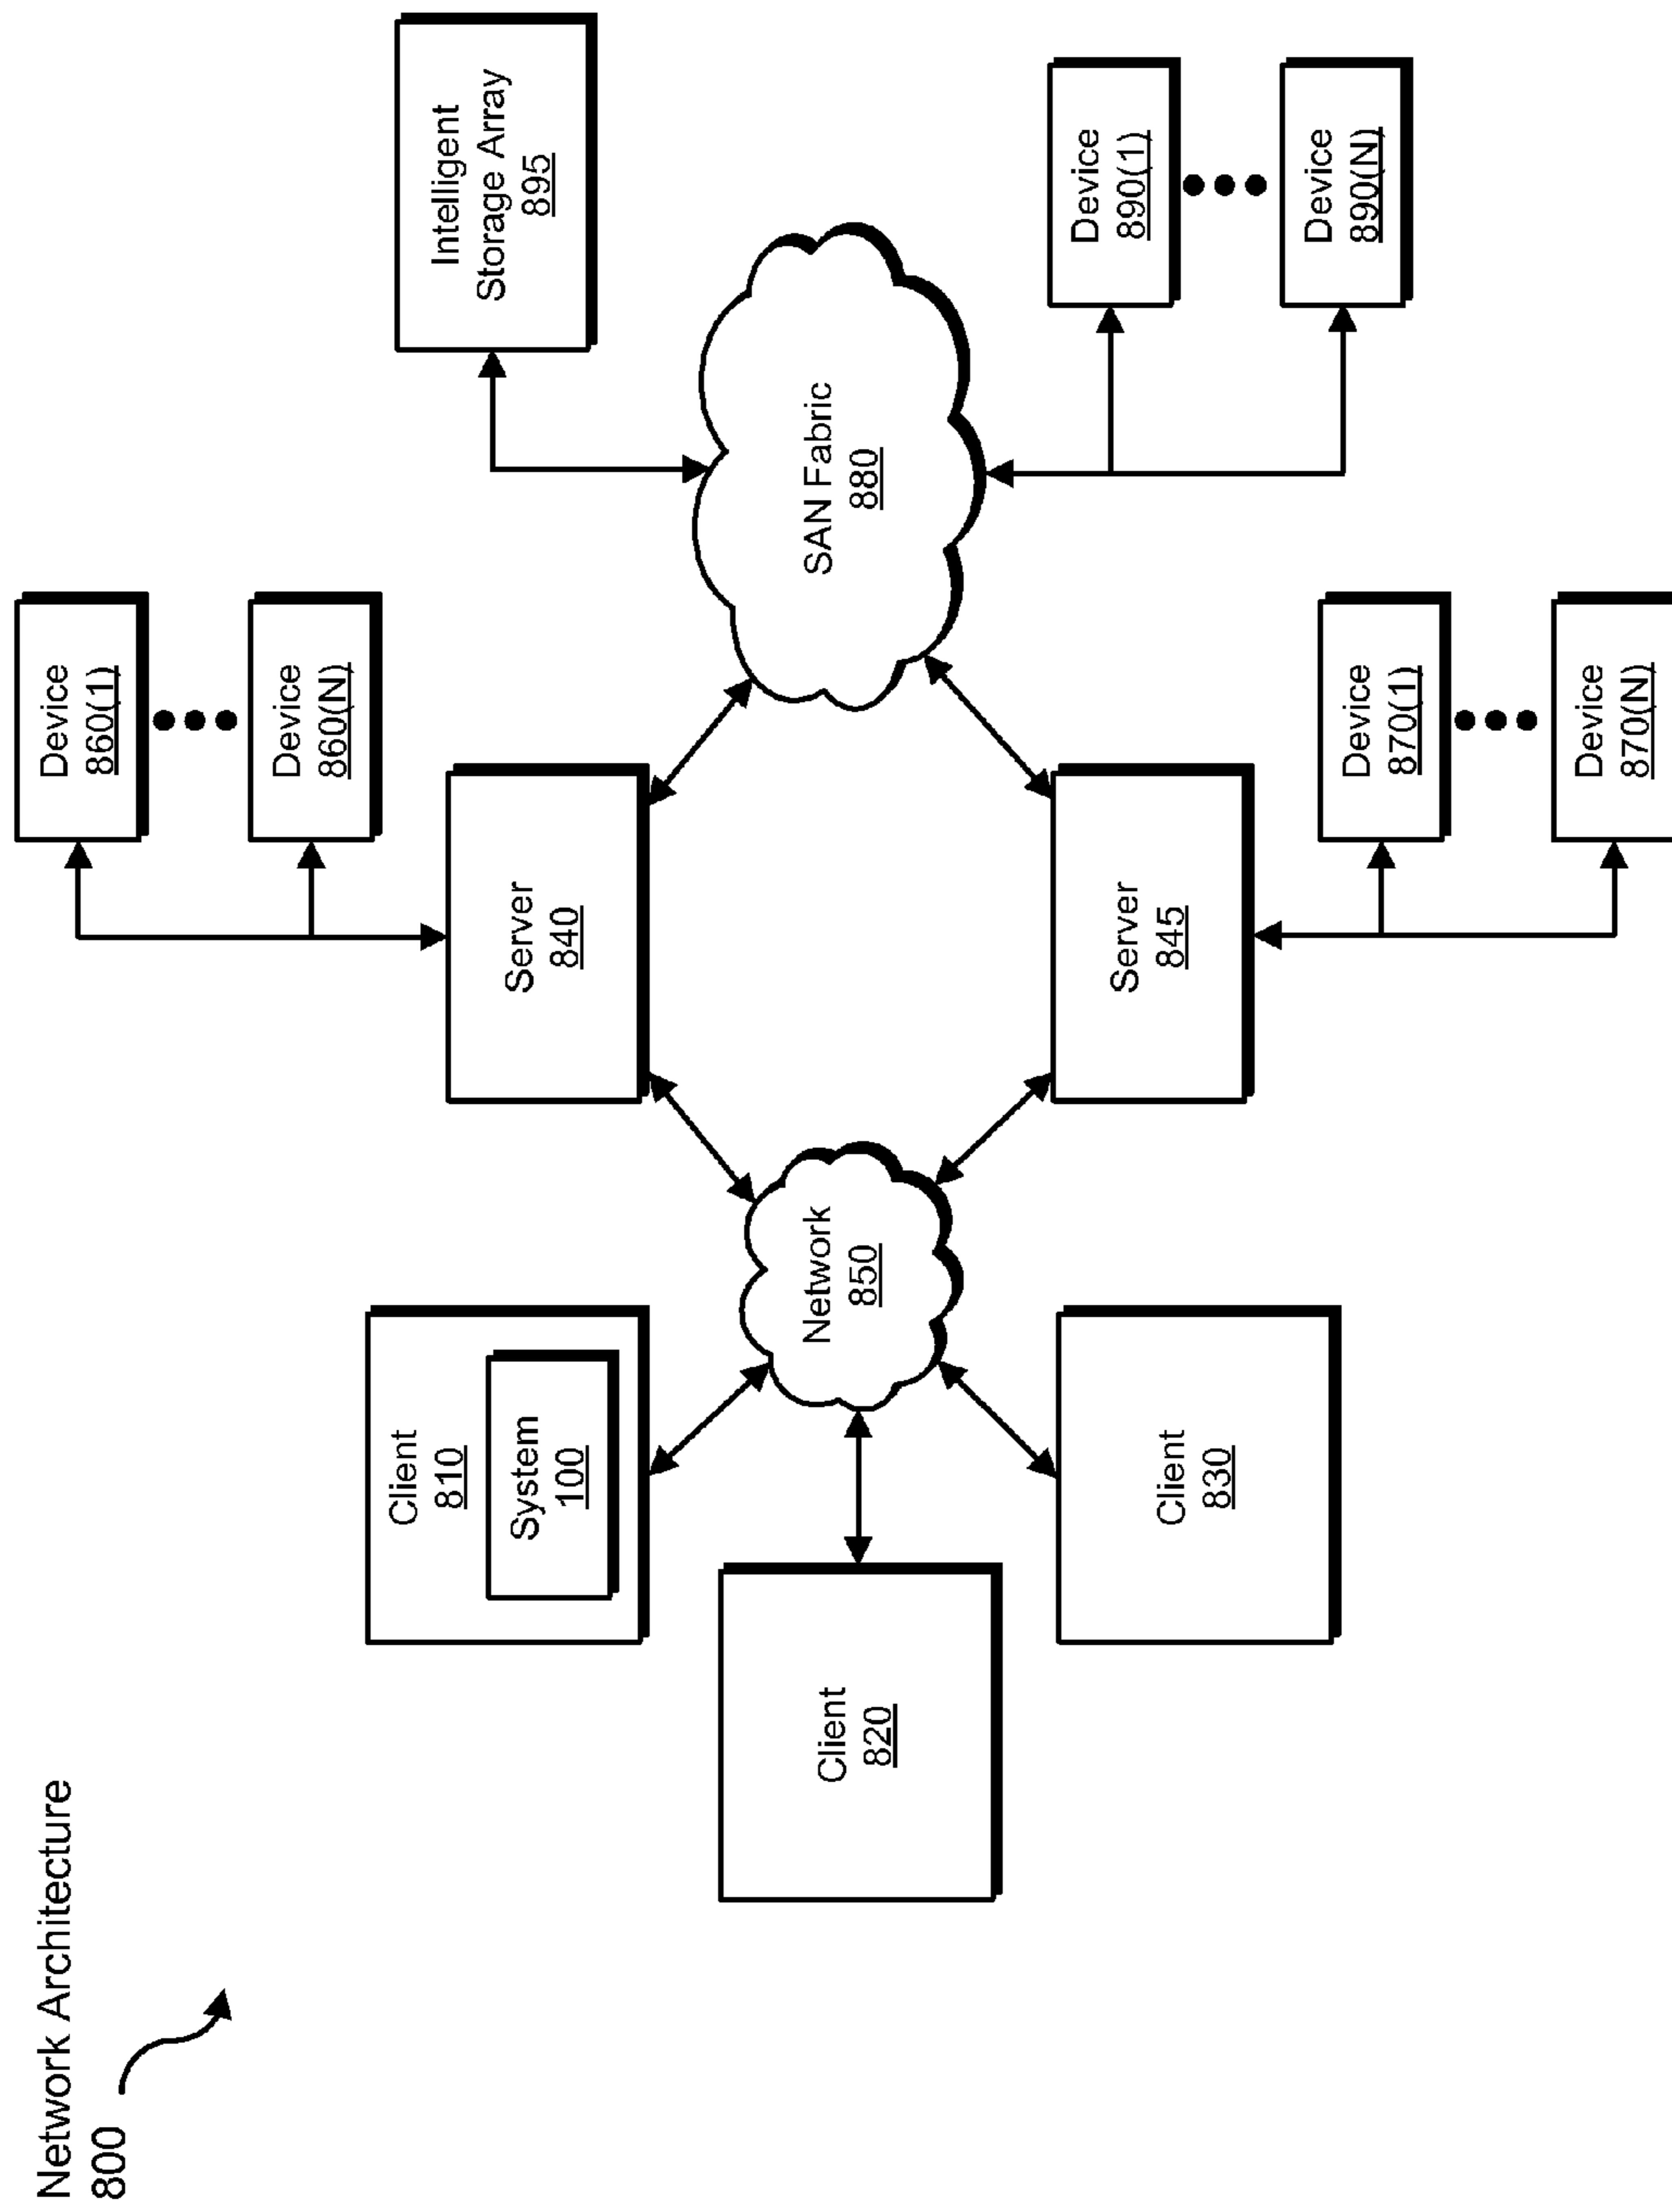 Network Architecture
800
Device
860(1)
Device
860(N)
Intelligent
Storage Array
895
Client
810
System
100
Server
840
Client
820
Network
850
SAN Fabric
880
Client
830
Server
845
Device
890(1)
Device
890(N)
Device
870(1)
Device
870(N)